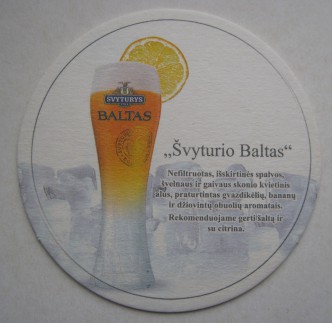 ŠVYTURYS
BALTAS
„Švyturio Baltas“
Nefiltruotas, išskirtinės spalvos,
švelnaus ir gaivaus skonio kvietinis
alus, praturtintas gvazdikėlių, bananų
ir džiovintų obuolių aromatais.
Rekomenduojame gerti šaltą ir
su citrina.